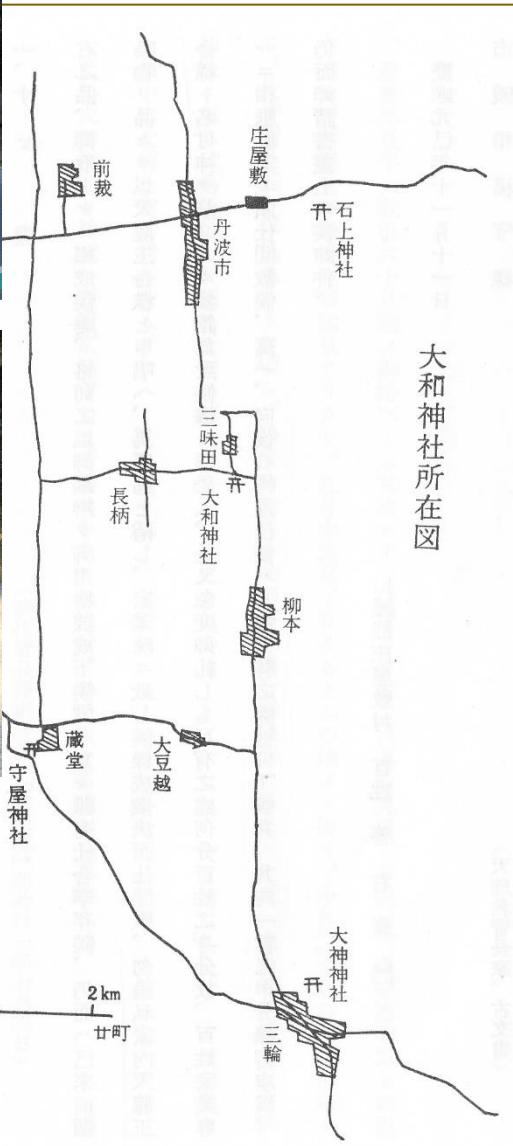 大和神社所在図
前裁
庄屋敷
石上神社
丹波市
三味田
長柄
大和神社
柳本
蔵堂
守屋神社
大豆越
大神神社
三輪
2km
廿町